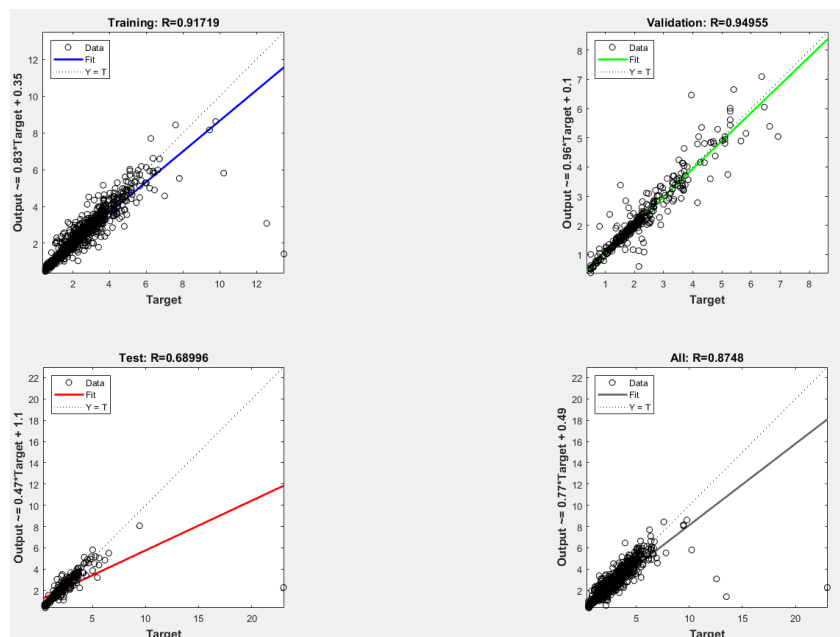 Training: R=0.91719
Output ~= 0.83*Target + 0.35
Data
Fit
Y = T
12
10
8
6
4
2
2 4 6 8 10 12
Target
Validation: R=0.94955
Output ~= 0.96*Target + 0.1
Data
Fit
Y = T
8
7
6
5
4
3
2
1
1 2 3 4 5 6 7 8
Target
Test: R=0.68996
Output ~= 0.47*Target + 1.1
Data
Fit
Y = T
22
20
18
16
14
12
10
8
6
4
2
5 10 15 20
Target
All: R=0.8748
Output ~= 0.77*Target + 0.49
Data
Fit
Y = T
22
20
18
16
14
12
10
8
6
4
2
5 10 15 20
Target